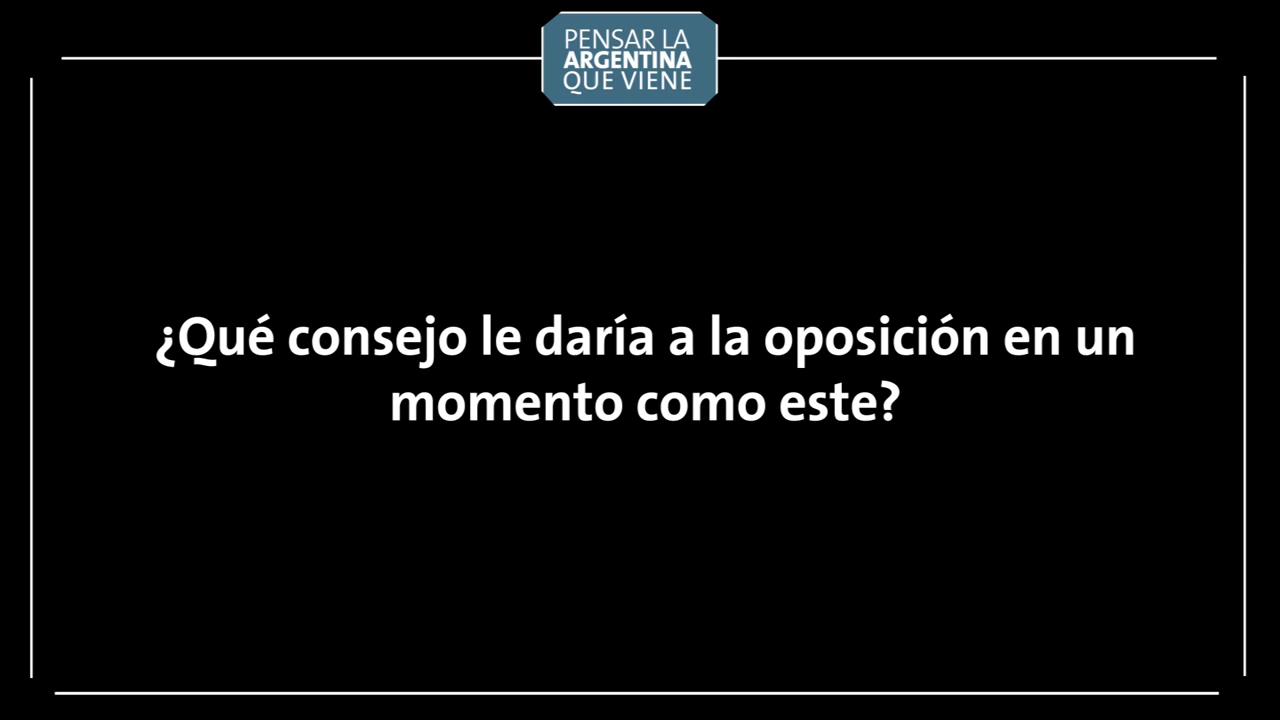 PENSAR LA
ARGENTINA
QUE VIENE
¿Qué consejo le daría a la oposición en un
momento como este?